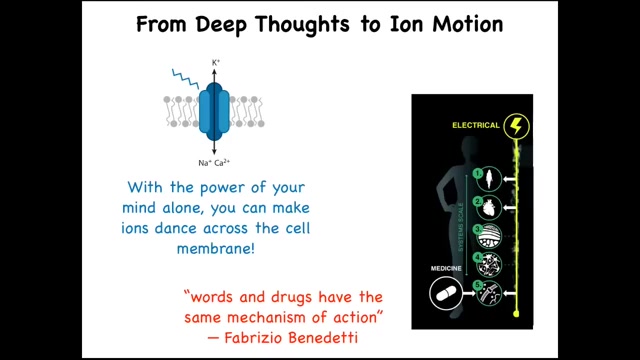 From Deep Thoughts to Ion Motion
K⁺
Na⁺ Ca²⁺
With the power of your
mind alone, you can make
ions dance across the cell
membrane!
“words and drugs have the
same mechanism of action”
– Fabrizio Benedetti
ELECTRICAL
1.
2.
3.
4.
5.
SYSTEMS SCALE
MEDICINE